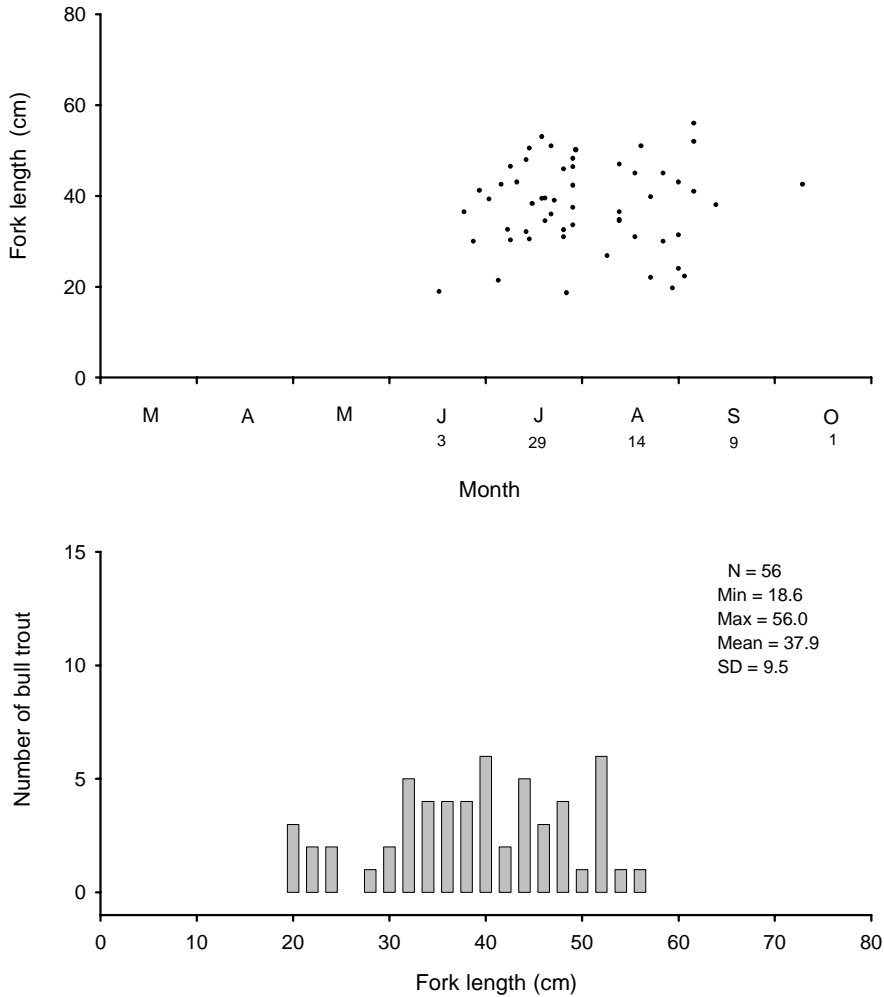 80
60
40
20
0
Fork length (cm)
M A M J J A S O
3 29 14 9 1
Month
15
10
5
0
Number of bull trout
N = 56
Min = 18.6
Max = 56.0
Mean = 37.9
SD = 9.5
0 10 20 30 40 50 60 70 80
Fork length (cm)